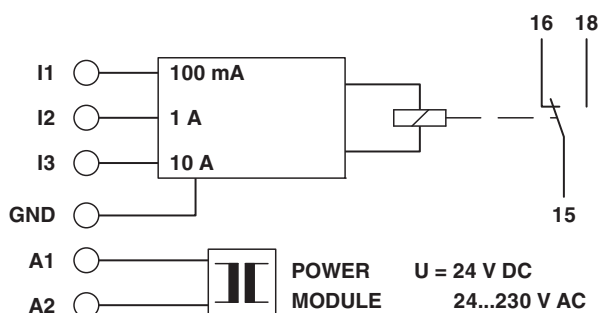 16 18
I1 100 mA
I2 1 A
I3 10 A
GND
15
A1
POWER U = 24 V DC
A2 MODULE 24...230 V AC